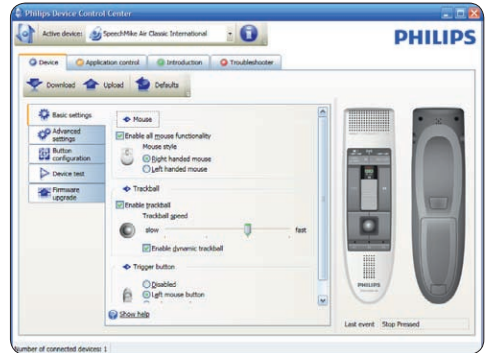 Philips Device Control Center
Active device: SpeechMike Air Classic International
PHILIPS
Device Application control Introduction Troubleshooter
Download Upload Defaults
Basic settings
Advanced settings
Button configuration
Device test
Firmware upgrade
Mouse
Enable all mouse functionality
Mouse style
Right handed mouse
Left handed mouse
Trackball
Enable trackball
Trackball speed
slow fast
Enable dynamic trackball
Trigger button
Disabled
Left mouse button
Show help
PHILIPS
Last event Stop Pressed
Number of connected devices: 1